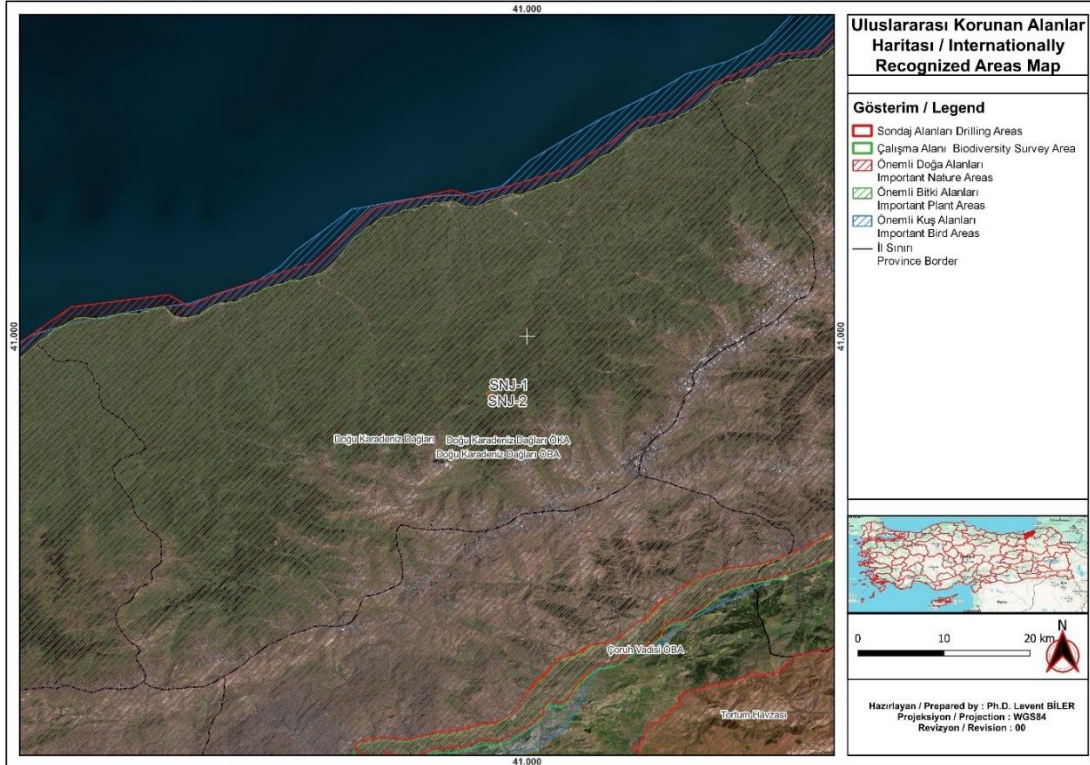 41.000
Uluslararası Korunan Alanlar
Haritası / Internationally
Recognized Areas Map
Gösterim / Legend
Sondaj Alanları Drilling Areas
Çalışma Alanı Biodiversity Survey Area
Önemli Doğa Alanları
Important Nature Areas
Önemli Bitki Alanları
Important Plant Areas
Önemli Kuş Alanları
Important Bird Areas
İl Sınırı
Province Border
41.000
41.000
SNJ-1
SNJ-2
Doğu Karadeniz Dağları
Doğu Karadeniz Dağları ÖKA
Doğu Karadeniz Dağları ÖBA
Çoruh Vadisi ÖBA
Tortum Havzası
41.000
0 10 20 km
N
Hazırlayan / Prepared by : Ph.D. Levent BİLER
Projeksiyon / Projection : WGS84
Revizyon / Revision : 00